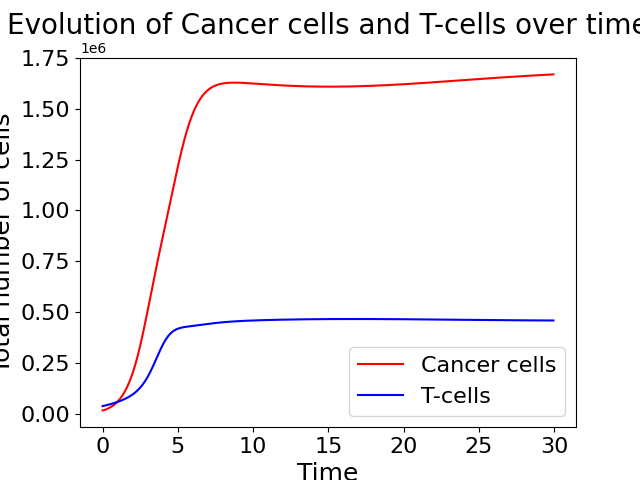 Evolution of Cancer cells and T-cells over time
1e6
1.75
1.50
1.25
1.00
0.75
0.50
0.25
0.00
Total number of cells
Cancer cells
T-cells
0 5 10 15 20 25 30
Time